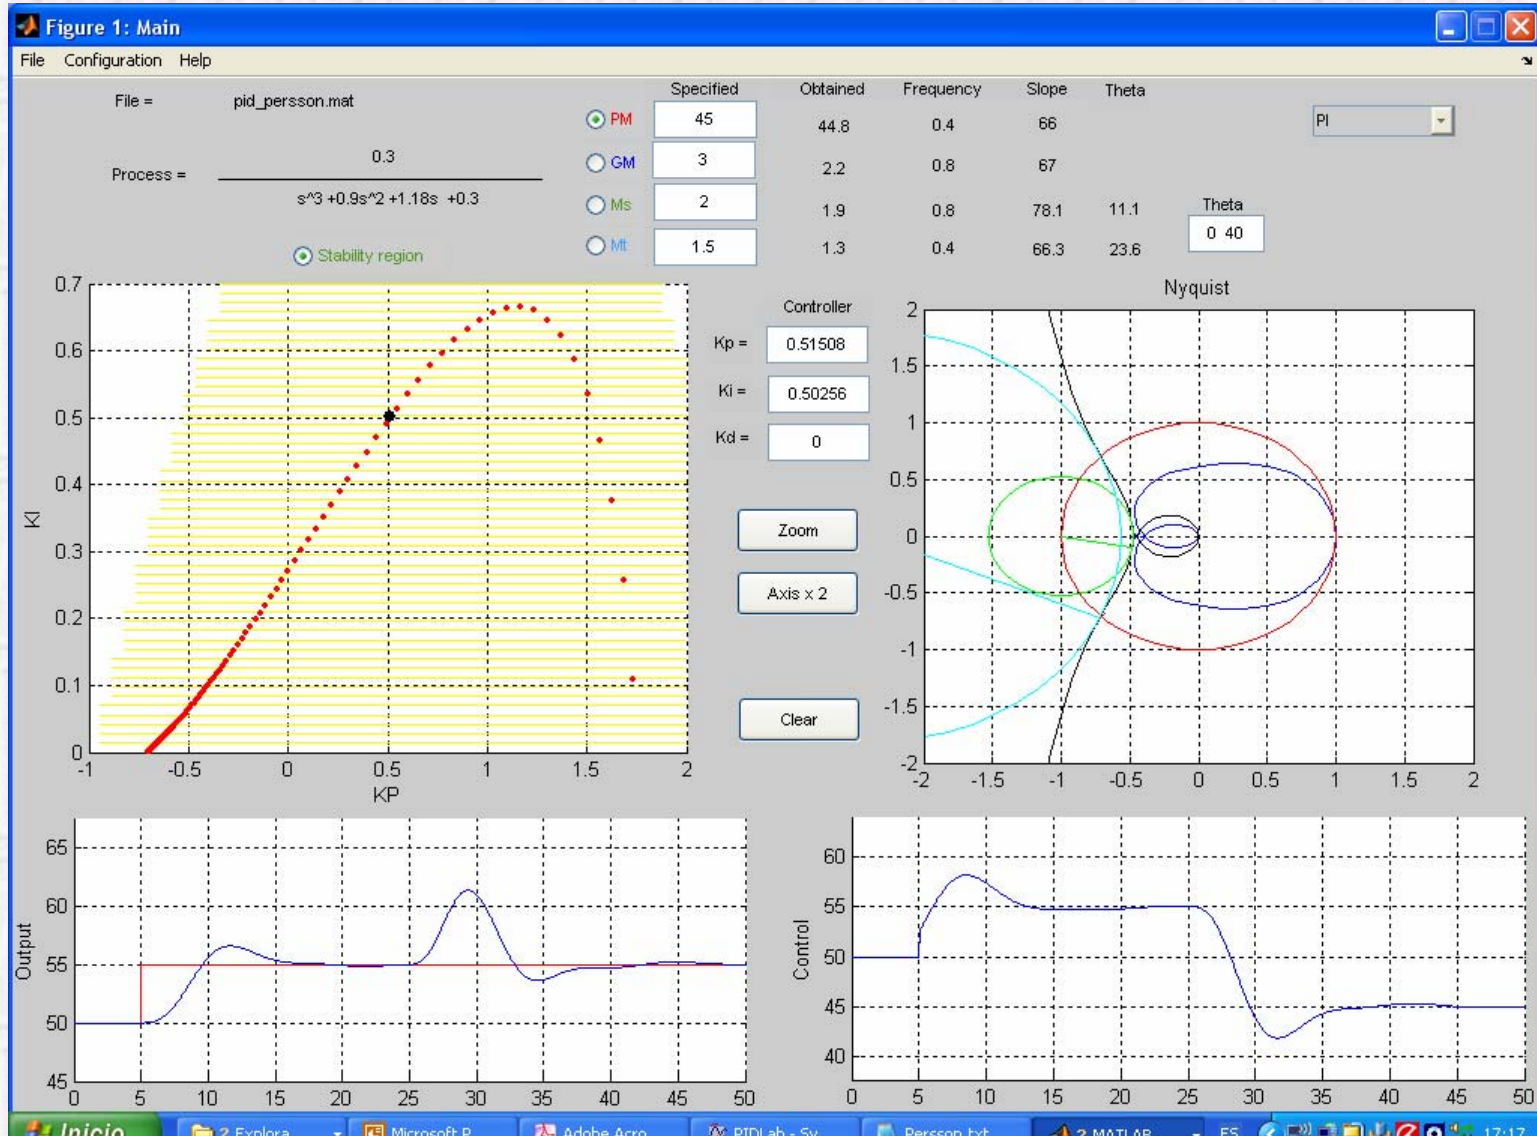 Figure 1: Main
File Configuration Help
File = pid_persson.mat
Process = 0.3
s^3 +0.9s^2 +1.18s +0.3
Stability region
Specified Obtained Frequency Slope Theta
PM 45 44.8 0.4 66
GM 3 2.2 0.8 67
Ms 2 1.9 0.8 78.1 11.1
Mt 1.5 1.3 0.4 66.3 23.6
Theta
0 40
PI
0.7
0.6
0.5
0.4
0.3
0.2
0.1
0
KI
-1 -0.5 0 0.5 1 1.5 2
KP
Controller
Kp = 0.51508
Ki = 0.50256
Kd = 0
Zoom
Axis x 2
Clear
Nyquist
2
1.5
1
0.5
0
-0.5
-1
-1.5
-2
-2 -1.5 -1 -0.5 0 0.5 1 1.5 2
65
60
55
50
45
Output
0 5 10 15 20 25 30 35 40 45 50
60
55
50
45
40
Control
0 5 10 15 20 25 30 35 40 45 50
Inicio 2 Explora... Microsoft P... Adobe Acro... PIDLab - Sy... Persson.txt ... 2 MATLAB ES 17:17